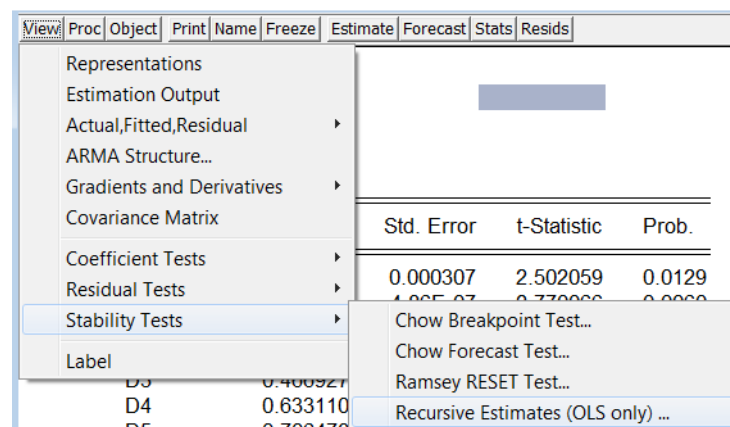 View Proc Object Print Name Freeze Estimate Forecast Stats Resids
Representations
Estimation Output
Actual,Fitted,Residual
ARMA Structure...
Gradients and Derivatives
Covariance Matrix
Std. Error t-Statistic Prob.
Coefficient Tests
0.000307 2.502059 0.0129
Residual Tests
Stability Tests
Chow Breakpoint Test...
Chow Forecast Test...
Label
Ramsey RESET Test...
D4 0.633110
Recursive Estimates (OLS only) ...